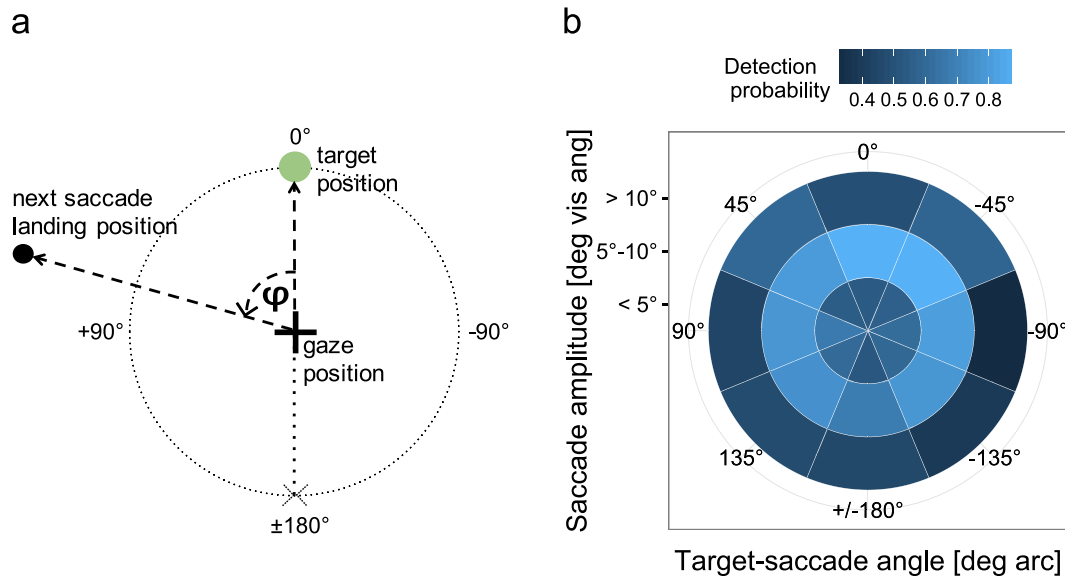 a
0°
target
position
next saccade
landing position
φ
+90°
-90°
gaze
position
±180°
b
Detection
probability
0.4 0.5 0.6 0.7 0.8
Saccade amplitude [deg vis ang]
> 10°
5°-10°
< 5°
0°
45°
-45°
90°
-90°
135°
-135°
+/-180°
Target-saccade angle [deg arc]